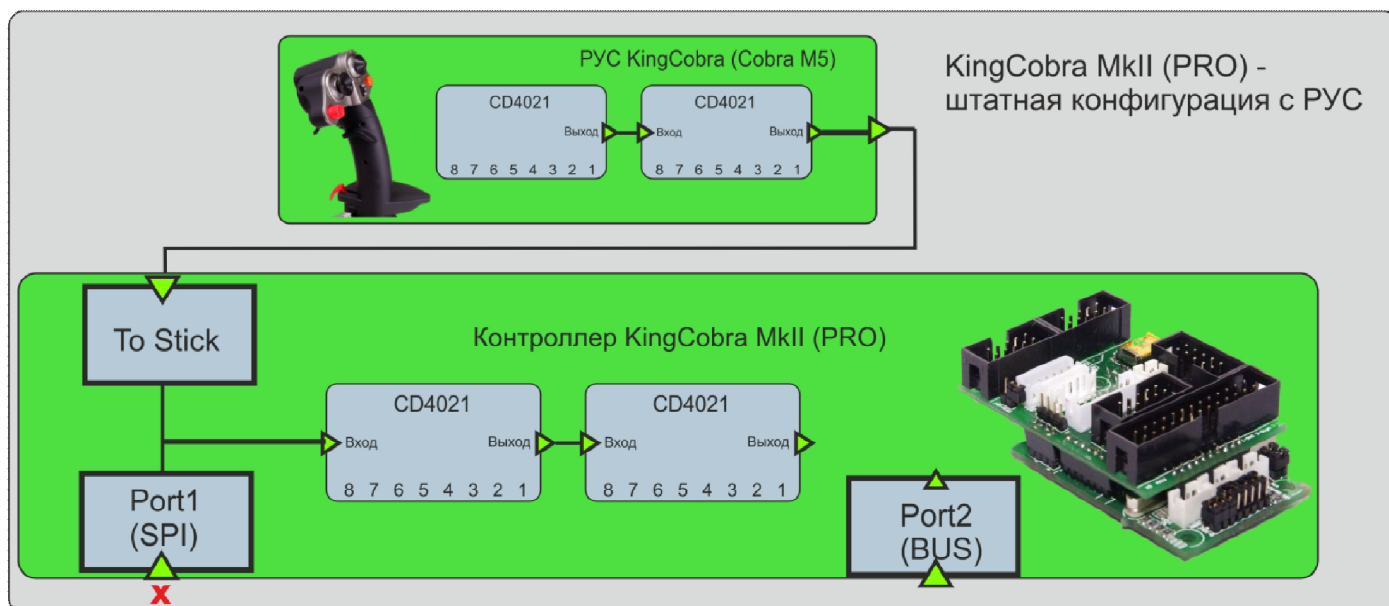 РУС KingCobra (Cobra M5)
KingCobra MkII (PRO) -
штатная конфигурация с РУС
CD4021
CD4021
Выход
Вход
Выход
8 7 6 5 4 3 2 1
8 7 6 5 4 3 2 1
To Stick
Контроллер KingCobra MkII (PRO)
CD4021
CD4021
Вход
Выход
Вход
Выход
8 7 6 5 4 3 2 1
8 7 6 5 4 3 2 1
Port1
(SPI)
Port2
(BUS)
x